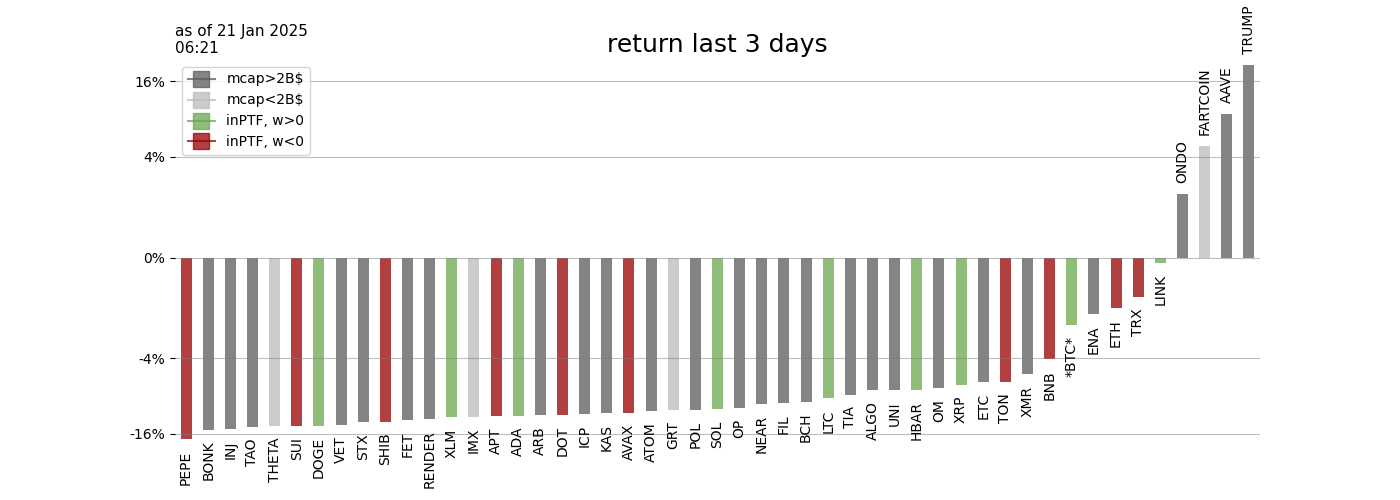 as of 21 Jan 2025
06:21
return last 3 days
mcap>2B$
mcap<2B$
inPTF, w>0
inPTF, w<0
16%
4%
0%
-4%
-16%
PEPE
BONK
INJ
TAO
THETA
SUI
DOGE
VET
STX
SHIB
FET
RENDER
XLM
IMX
APT
ADA
ARB
DOT
ICP
KAS
AVAX
ATOM
GRT
POL
SOL
OP
NEAR
FIL
BCH
LTC
TIA
ALGO
UNI
HBAR
OM
XRP
ETC
TON
XMR
BNB
*BTC*
ENA
ETH
TRX
LINK
ONDO
FARTCOIN
AAVE
TRUMP